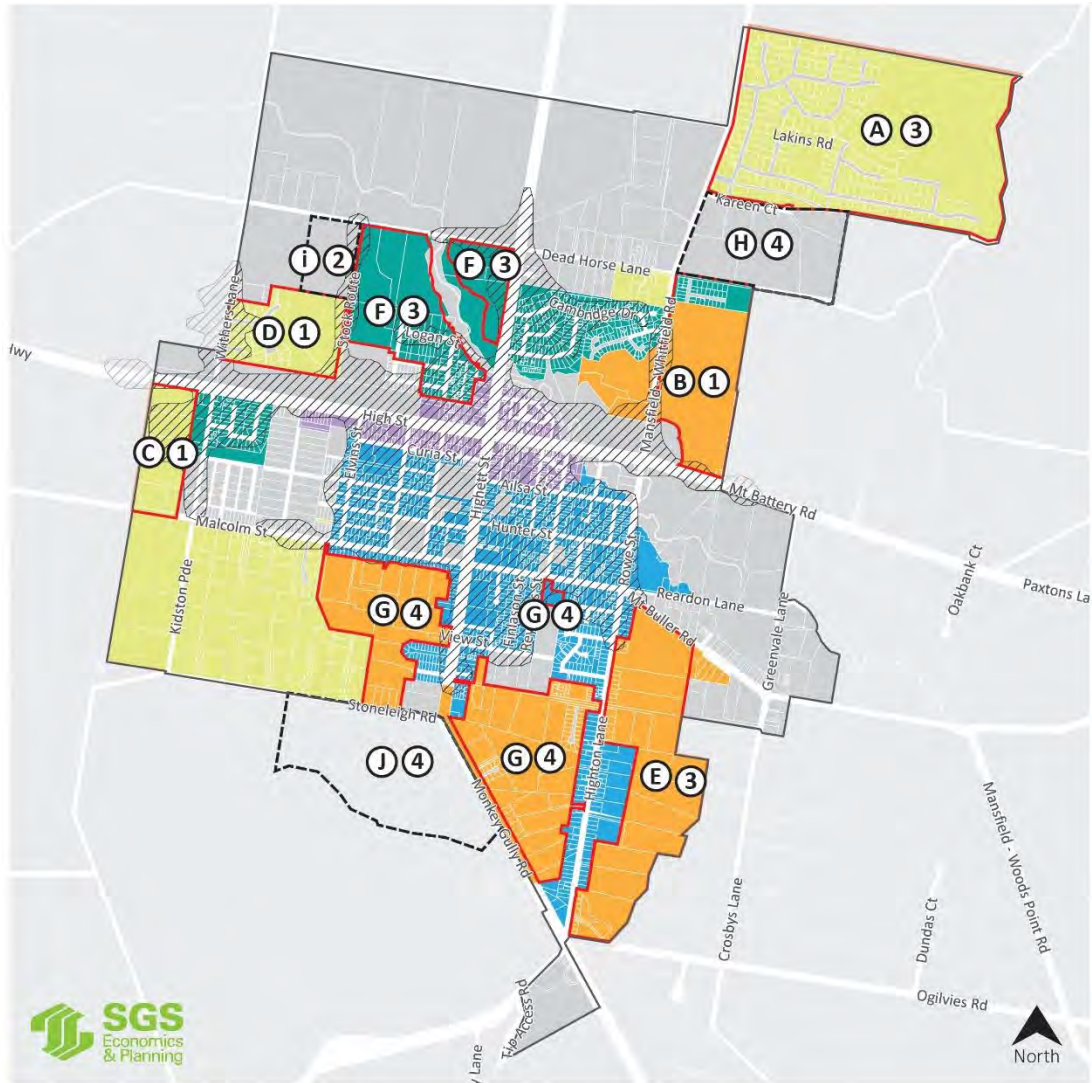 A 3
Lakins Rd
Kareen Ct
H 4
Dead Horse Lane
i 2
F 3
F 3
Cambridge Dr
Withers Lane
Stock Route
D 1
Logan St
Mansfield - Whitfield Rd
B 1
Hwy
High St
C 1
Elvins St
Curia St
Highett St
Ailsa St
Mt Battery Rd
Malcolm St
Hunter St
Rowe St
Oakbank Ct
Paxtons La
Kidston Pde
Reardon Lane
G 4
G 4
Finlason St
Mt Buller Rd
View St
Greenvale Lane
Stoneleigh Rd
J 4
G 4
Highton Lane
E 3
Monkey Gully Rd
Mansfield - Woods Point Rd
Crosbys Lane
Dundas Ct
Ogilvies Rd
Tip Access Rd
y Lane
SGS
Economics
& Planning
North